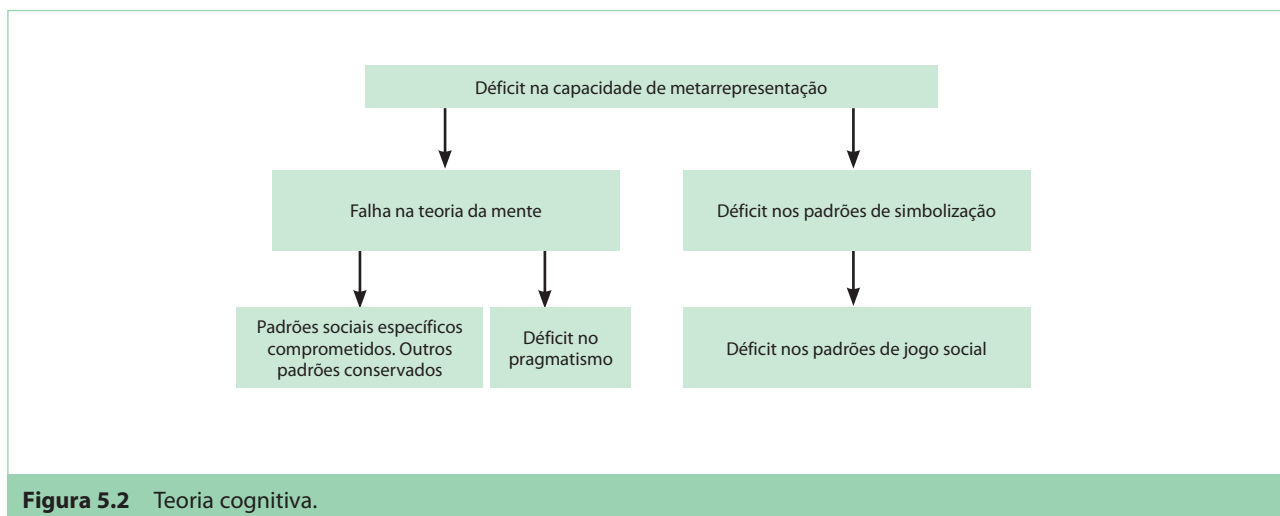 Déficit na capacidade de metarrepresentação
Falha na teoria da mente
Déficit nos padrões de simbolização
Padrões sociais específicos
comprometidos. Outros
padrões conservados
Déficit no
pragmatismo
Déficit nos padrões de jogo social
Figura 5.2 Teoria cognitiva.